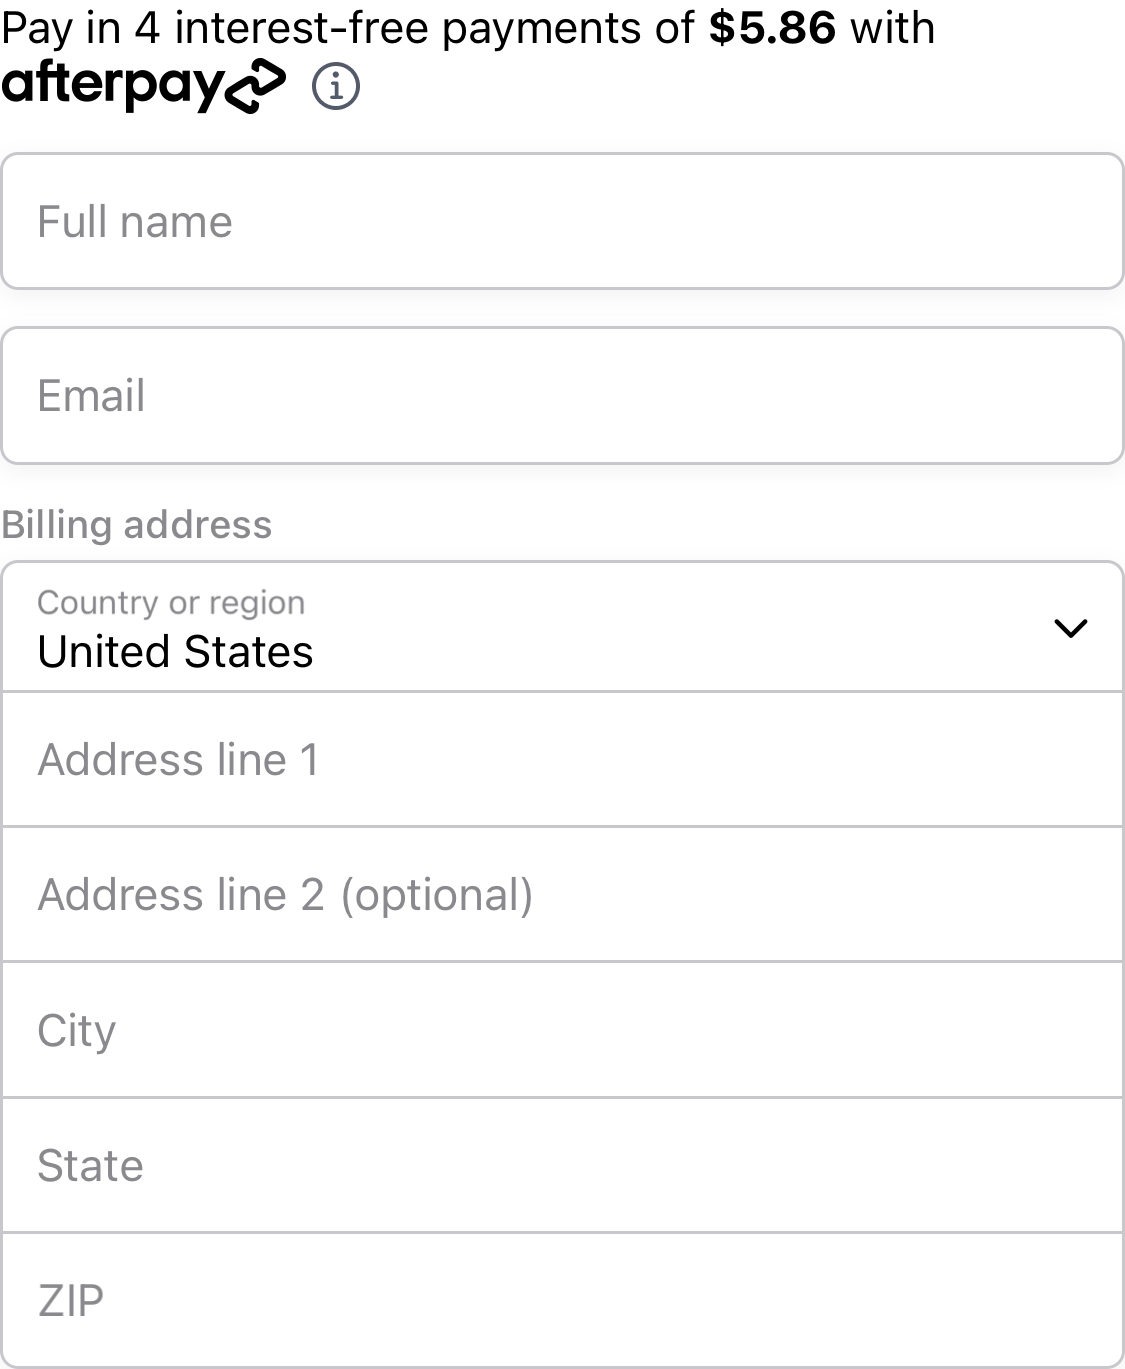 Pay in 4 interest-free payments of $5.86 with
afterpay
Full name
Email
Billing address
Country or region
United States
Address line 1
Address line 2 (optional)
City
State
ZIP